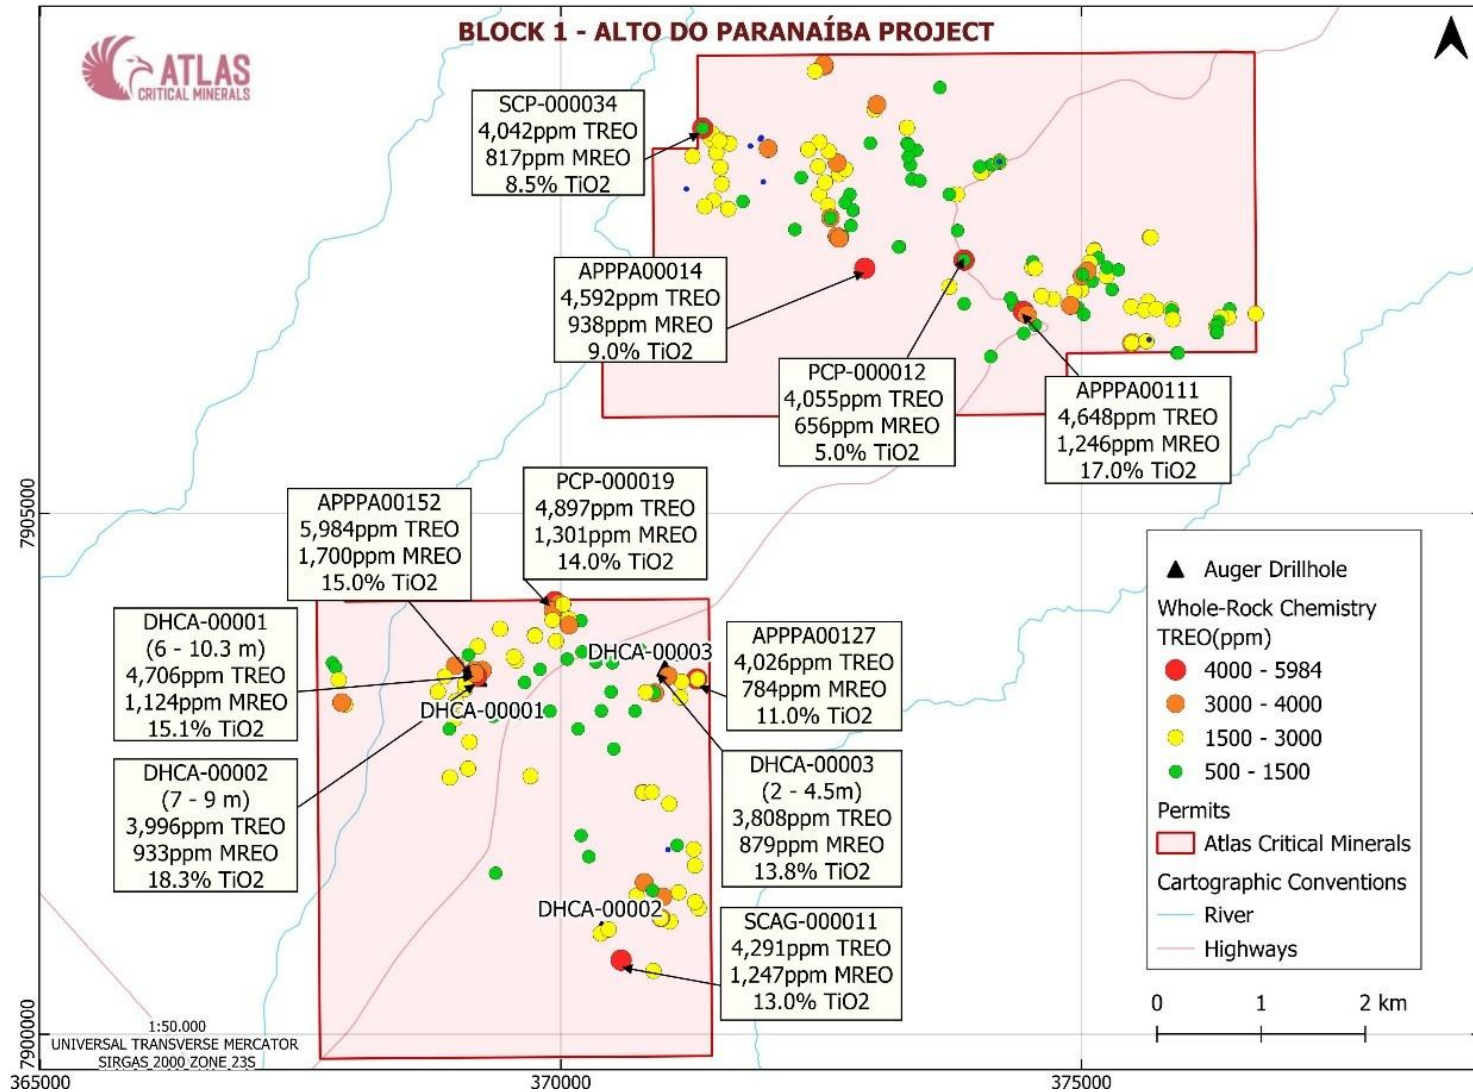 BLOCK 1 - ALTO DO PARANAÍBA PROJECT
ATLAS
CRITICAL MINERALS
SCP-000034
4,042ppm TREO
817ppm MREO
8.5% TiO2
APPPA00014
4,592ppm TREO
938ppm MREO
9.0% TiO2
PCP-000012
4,055ppm TREO
656ppm MREO
5.0% TiO2
APPPA00111
4,648ppm TREO
1,246ppm MREO
17.0% TiO2
PCP-000019
4,897ppm TREO
1,301ppm MREO
14.0% TiO2
APPPA00152
5,984ppm TREO
1,700ppm MREO
15.0% TiO2
DHCA-00001
(6 - 10.3 m)
4,706ppm TREO
1,124ppm MREO
15.1% TiO2
DHCA-00002
(7 - 9 m)
3,996ppm TREO
933ppm MREO
18.3% TiO2
DHCA-00003
DHCA-00001
DHCA-00002
APPPA00127
4,026ppm TREO
784ppm MREO
11.0% TiO2
DHCA-00003
(2 - 4.5m)
3,808ppm TREO
879ppm MREO
13.8% TiO2
SCAG-000011
4,291ppm TREO
1,247ppm MREO
13.0% TiO2
Auger Drillhole
Whole-Rock Chemistry
TREO(ppm)
4000 - 5984
3000 - 4000
1500 - 3000
500 - 1500
Permits
Atlas Critical Minerals
Cartographic Conventions
River
Highways
0 1 2 km
7905000
7900000
1:50.000
UNIVERSAL TRANSVERSE MERCATOR
SIRGAS 2000 ZONE 23S
365000 370000 375000